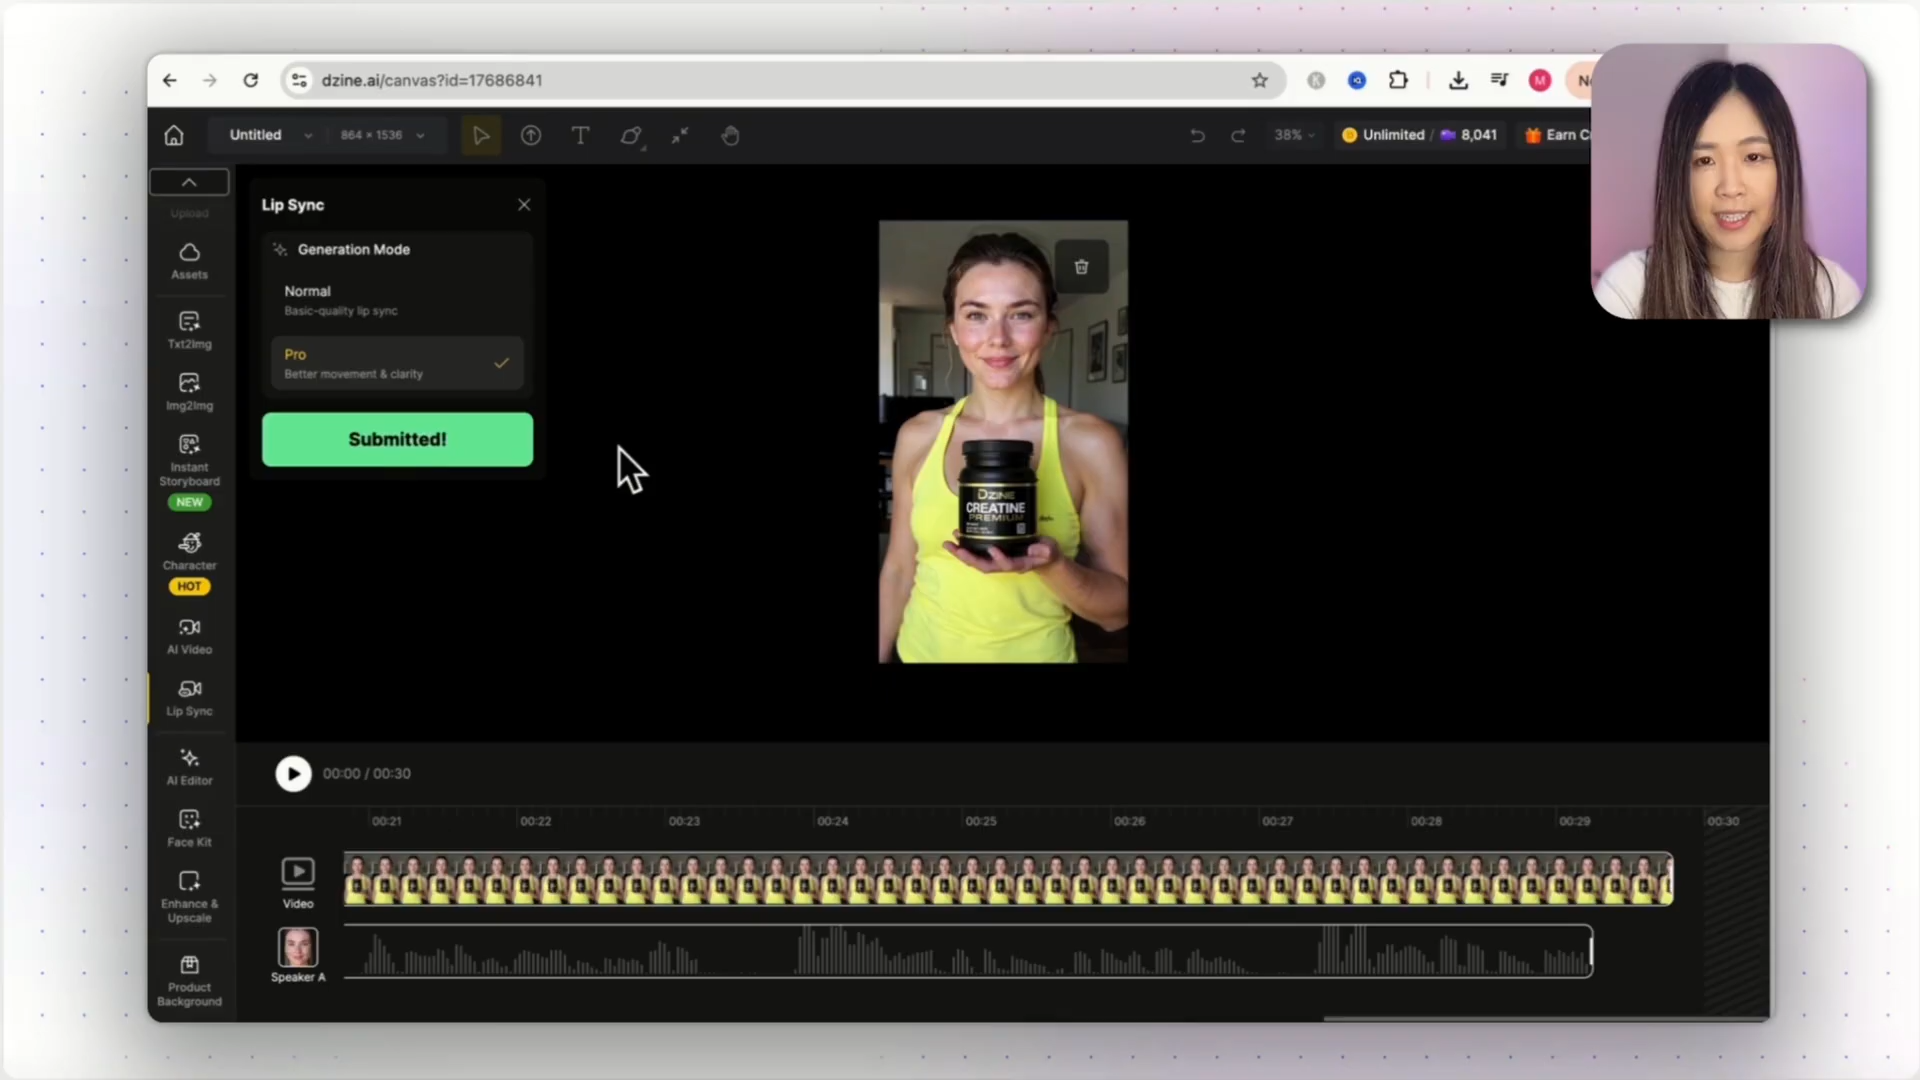 dzine.ai/canvas?id=17686841
Untitled
864 × 1536
38%
Unlimited / 8,041
Earn
Upload
Assets
Txt2Img
Img2Img
Instant
Storyboard
NEW
Character
HOT
AI Video
Lip Sync
AI Editor
Face Kit
Enhance &
Upscale
Product
Background
Lip Sync
Generation Mode
Normal
Basic-quality lip sync
Pro
Better movement & clarity
Submitted!
DZINE
CREATINE
PREMIUM
00:00 / 00:30
00:21
00:22
00:23
00:24
00:25
00:26
00:27
00:28
00:29
00:30
Video
Speaker A
M